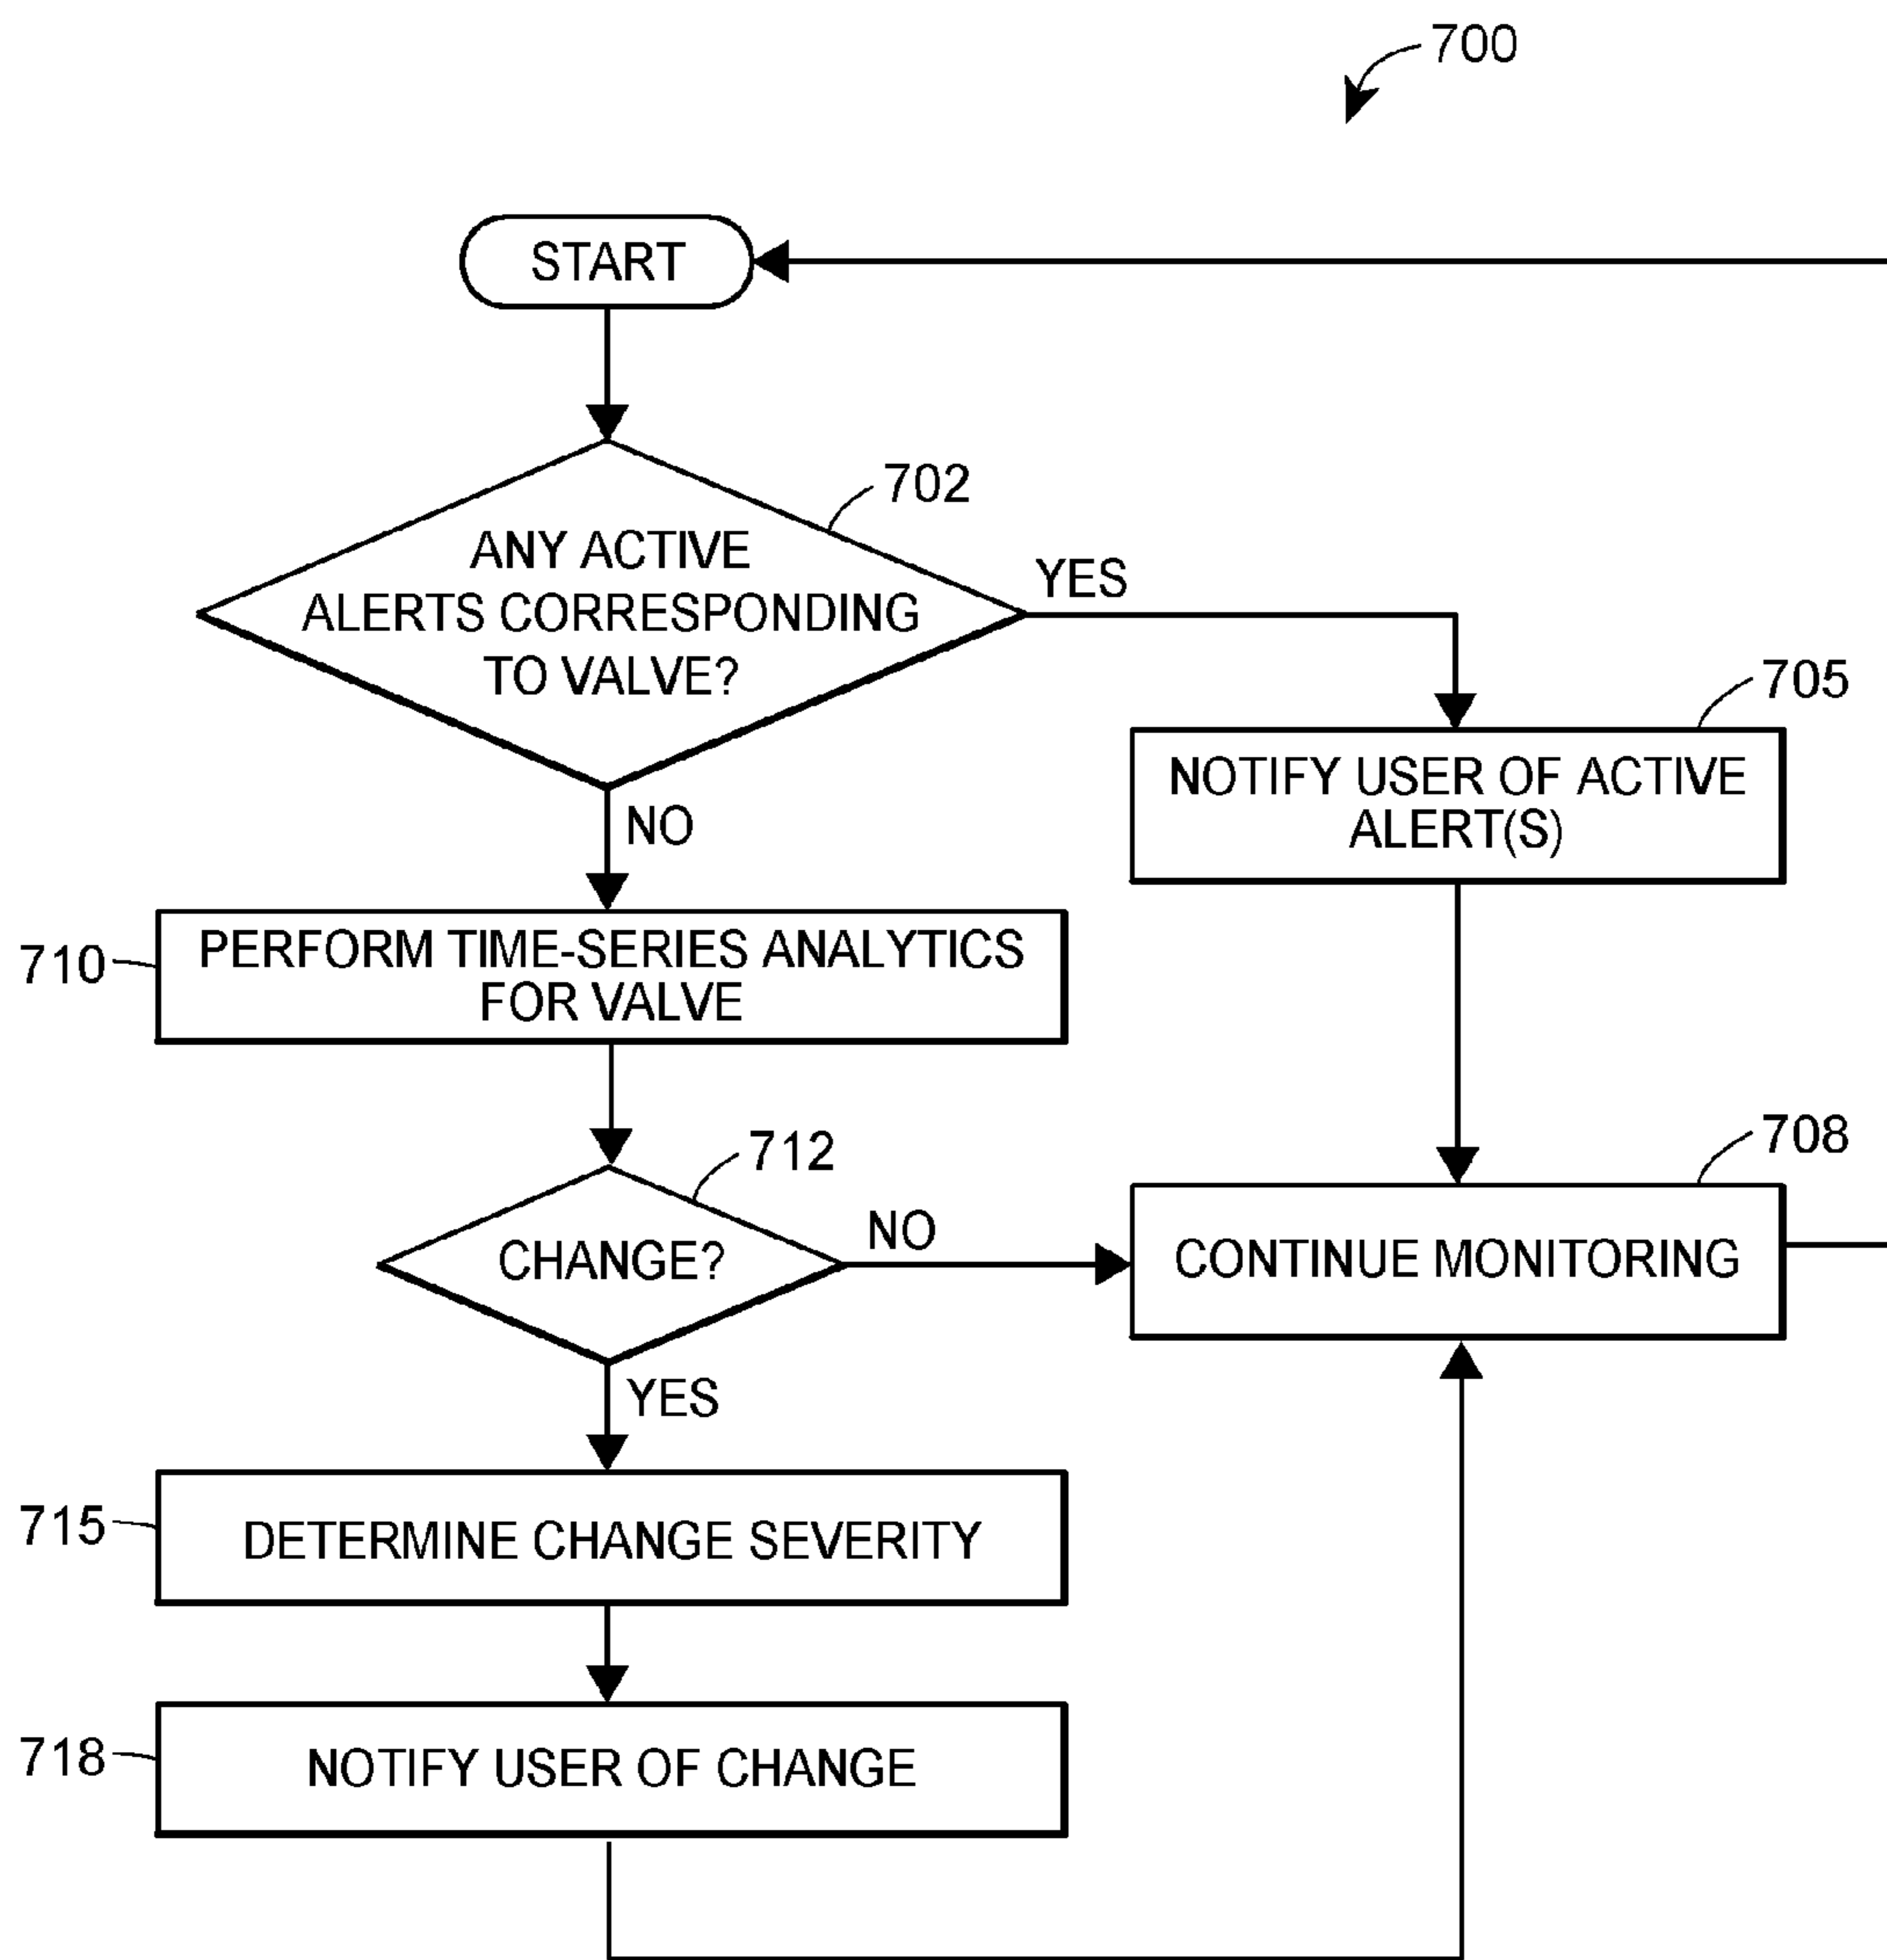 700
START
702
ANY ACTIVE
ALERTS CORRESPONDING
TO VALVE?
YES
705
NOTIFY USER OF ACTIVE
ALERT(S)
NO
710
PERFORM TIME-SERIES ANALYTICS
FOR VALVE
712
CHANGE?
NO
708
CONTINUE MONITORING
YES
715
DETERMINE CHANGE SEVERITY
718
NOTIFY USER OF CHANGE